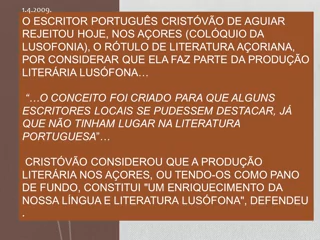 1.4.2009.
O ESCRITOR PORTUGUÊS CRISTÓVÃO DE AGUIAR
REJEITOU HOJE, NOS AÇORES (COLÓQUIO DA
LUSOFONIA), O RÓTULO DE LITERATURA AÇORIANA,
POR CONSIDERAR QUE ELA FAZ PARTE DA PRODUÇÃO
LITERÁRIA LUSÓFONA…
“…O CONCEITO FOI CRIADO PARA QUE ALGUNS
ESCRITORES LOCAIS SE PUDESSEM DESTACAR, JÁ
QUE NÃO TINHAM LUGAR NA LITERATURA
PORTUGUESA”…
CRISTÓVÃO CONSIDEROU QUE A PRODUÇÃO
LITERÁRIA NOS AÇORES, OU TENDO-OS COMO PANO
DE FUNDO, CONSTITUI "UM ENRIQUECIMENTO DA
NOSSA LÍNGUA E LITERATURA LUSÓFONA", DEFENDEU
.